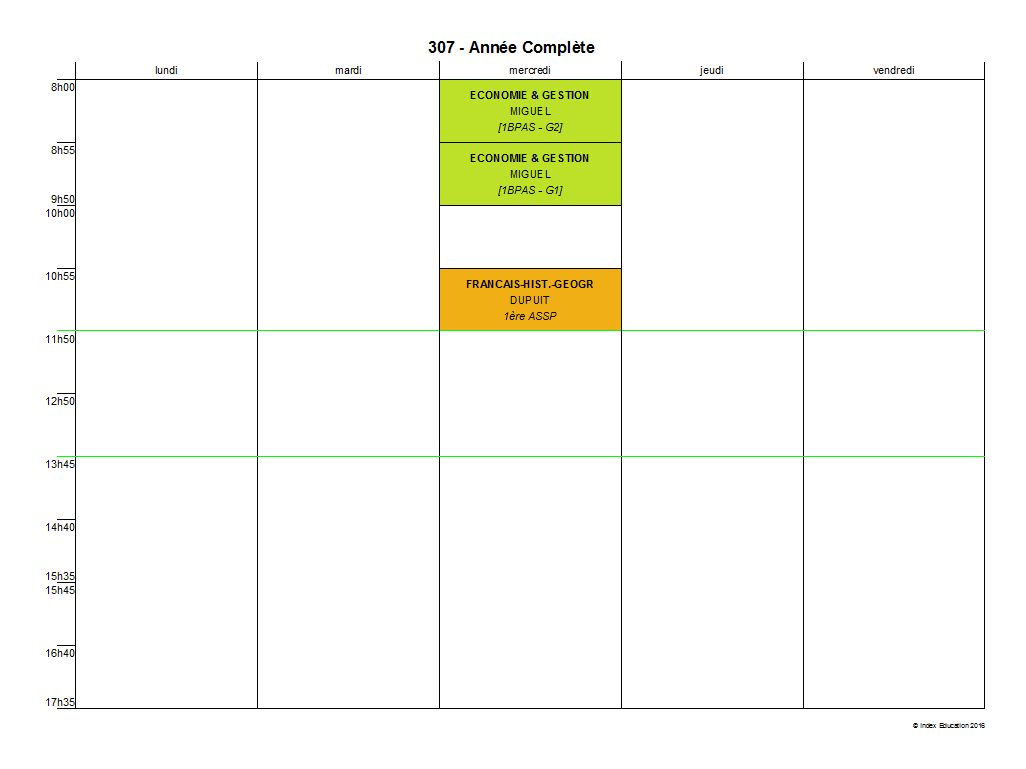 307 - Année Complète
lundi mardi mercredi jeudi vendredi
8h00
ECONOMIE & GESTION
MIGUEL
[1BPAS - G2]
8h55
ECONOMIE & GESTION
MIGUEL
[1BPAS - G1]
9h50
10h00
10h55
FRANCAIS-HIST.-GEOGR
DUPUIT
1ère ASSP
11h50
12h50
13h45
14h40
15h35
15h45
16h40
17h35
© Index Education 2016